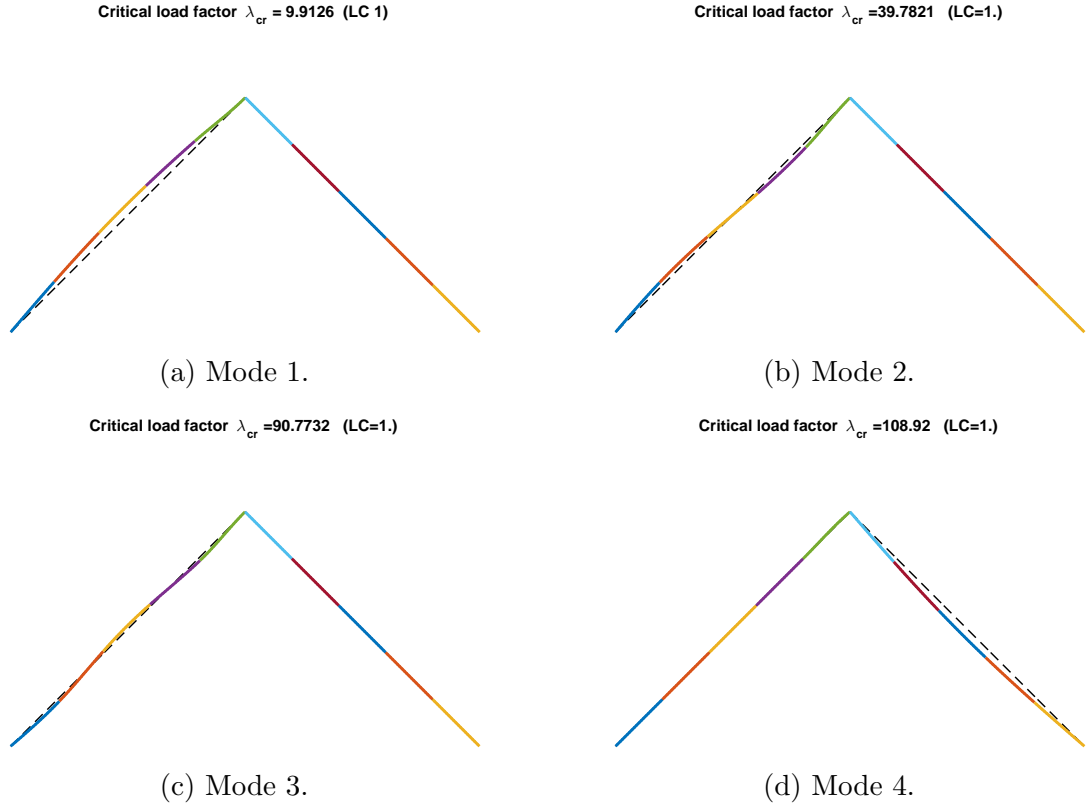 Critical load factor λcr = 9.9126 (LC 1)
Critical load factor λcr =39.7821 (LC=1.)
(a) Mode 1.
(b) Mode 2.
Critical load factor λcr =90.7732 (LC=1.)
Critical load factor λcr =108.92 (LC=1.)
(c) Mode 3.
(d) Mode 4.